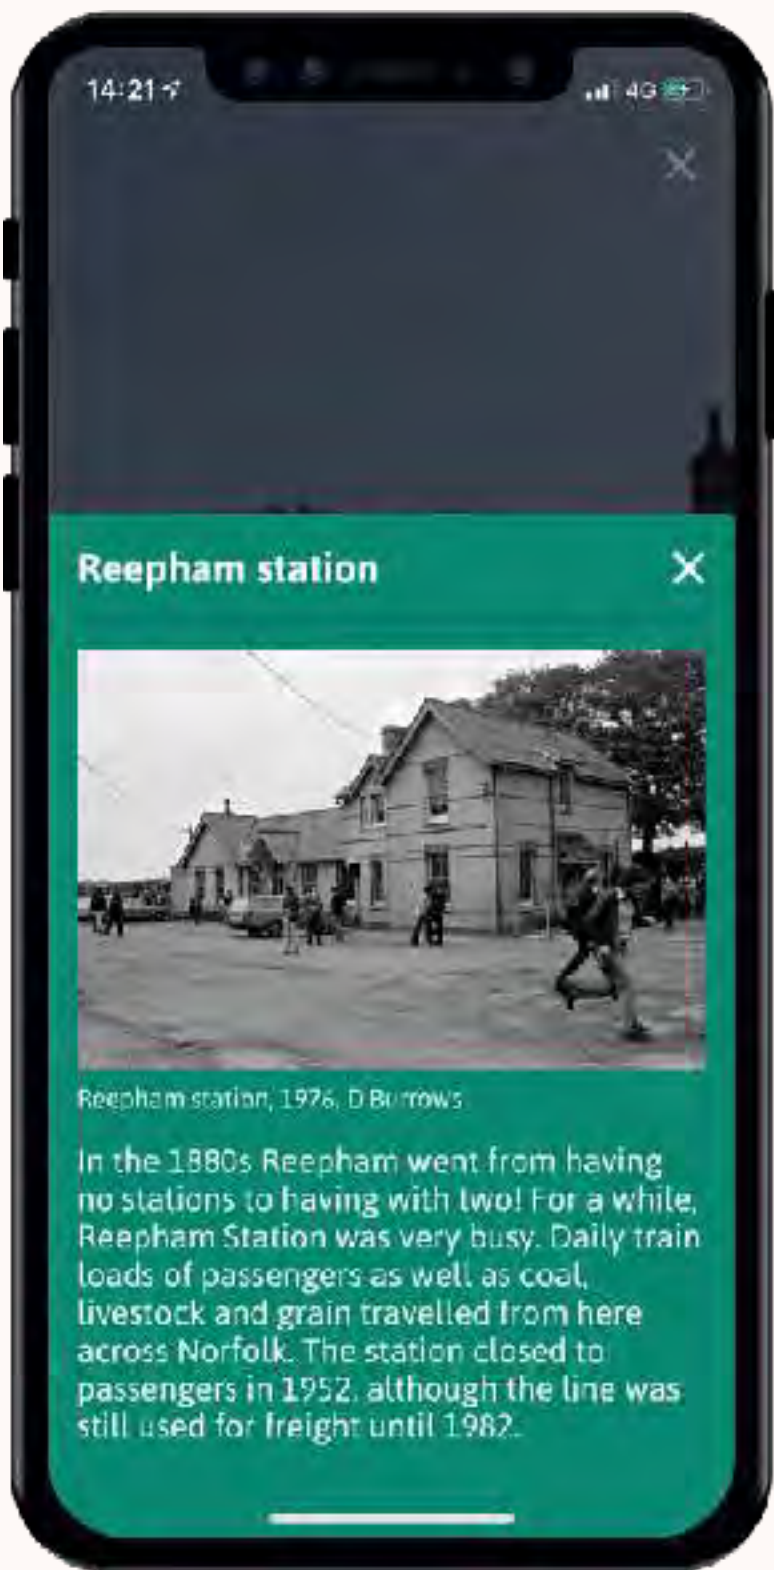 14:21
4G
Reepham station
Reepham station, 1976, D Burrows
In the 1880s Reepham went from having
no stations to having with two! For a while,
Reepham Station was very busy. Daily train
loads of passengers as well as coal,
livestock and grain travelled from here
across Norfolk. The station closed to
passengers in 1952, although the line was
still used for freight until 1982.